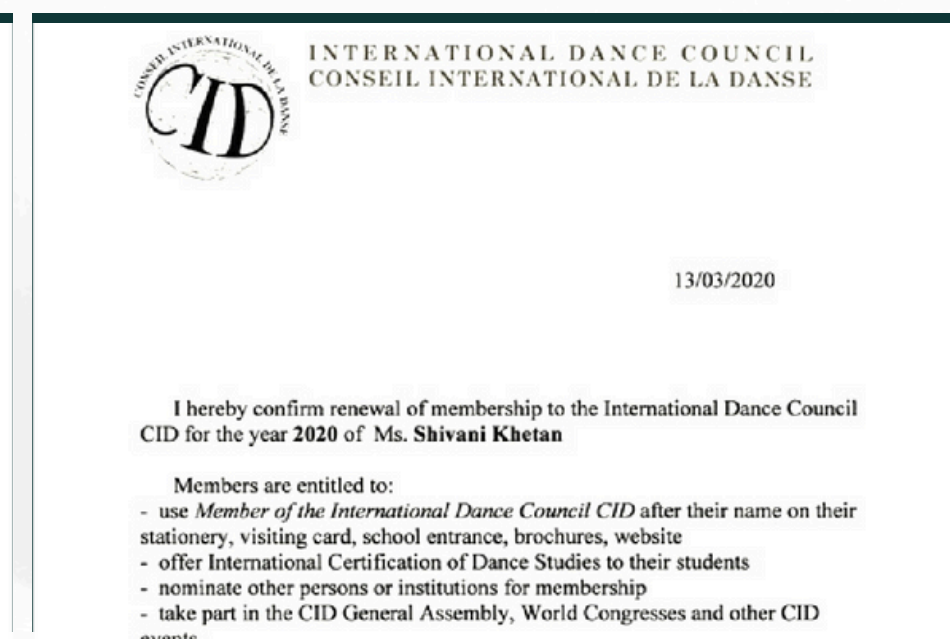 CONSEIL INTERNATIONAL DE LA DANSE
CID
INTERNATIONAL DANCE COUNCIL
CONSEIL INTERNATIONAL DE LA DANSE
13/03/2020
I hereby confirm renewal of membership to the International Dance Council
CID for the year 2020 of Ms. Shivani Khetan
Members are entitled to:
- use Member of the International Dance Council CID after their name on their
stationery, visiting card, school entrance, brochures, website
- offer International Certification of Dance Studies to their students
- nominate other persons or institutions for membership
- take part in the CID General Assembly, World Congresses and other CID
events